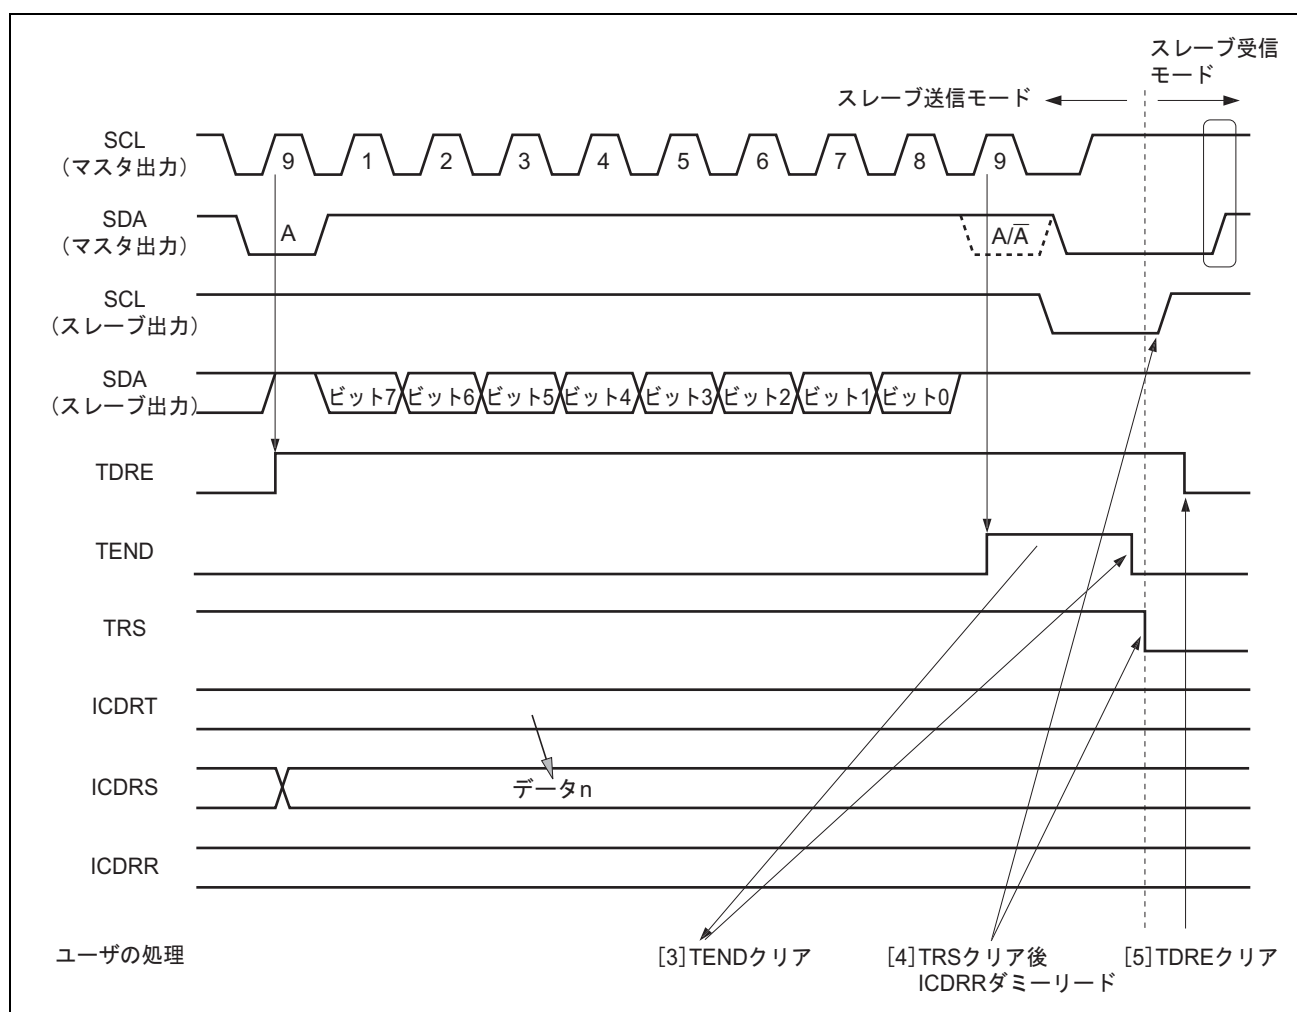 スレーブ受信
モード
スレーブ送信モード
SCL
(マスタ出力)
9 1 2 3 4 5 6 7 8 9
SDA
(マスタ出力)
A A/A̅
SCL
(スレーブ出力)
SDA
(スレーブ出力)
ビット7 ビット6 ビット5 ビット4 ビット3 ビット2 ビット1 ビット0
TDRE
TEND
TRS
ICDRT
ICDRS
データn
ICDRR
ユーザの処理
[3]TENDクリア
[4]TRSクリア後
ICDRRダミーリード
[5]TDREクリア